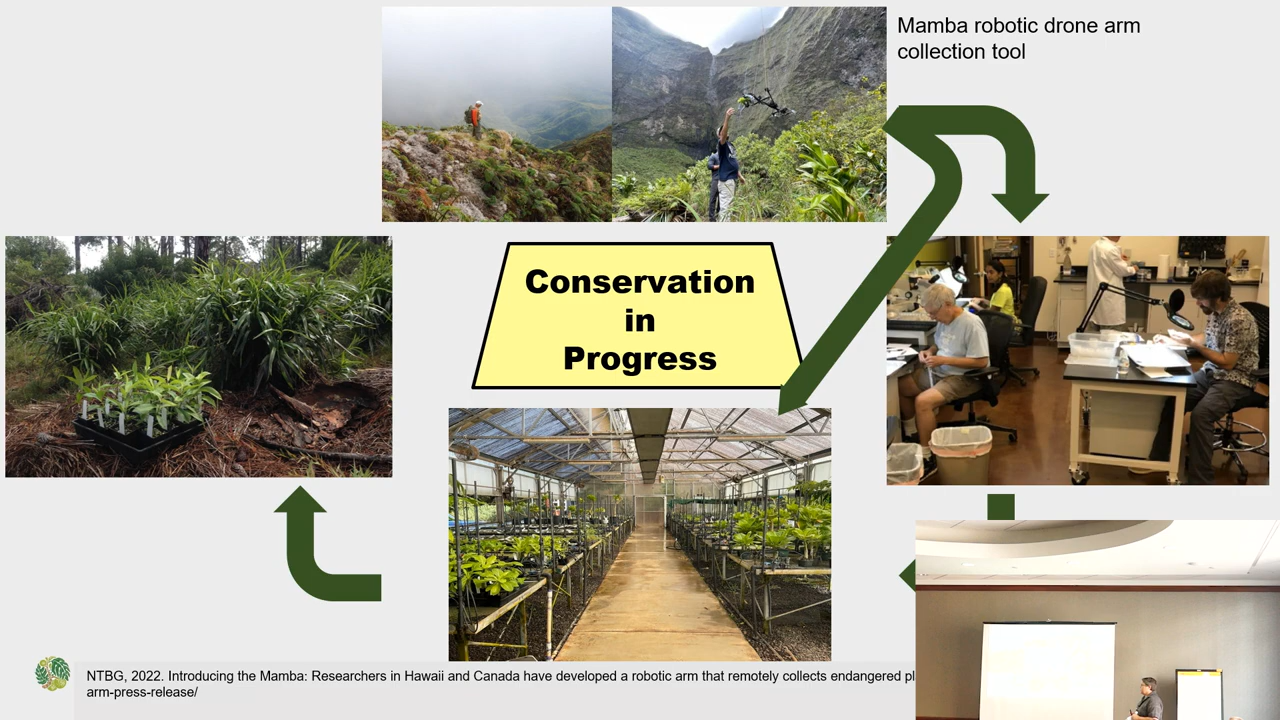 Mamba robotic drone arm
collection tool
Conservation
in
Progress
NTBG, 2022. Introducing the Mamba: Researchers in Hawaii and Canada have developed a robotic arm that remotely collects endangered
arm-press-release/